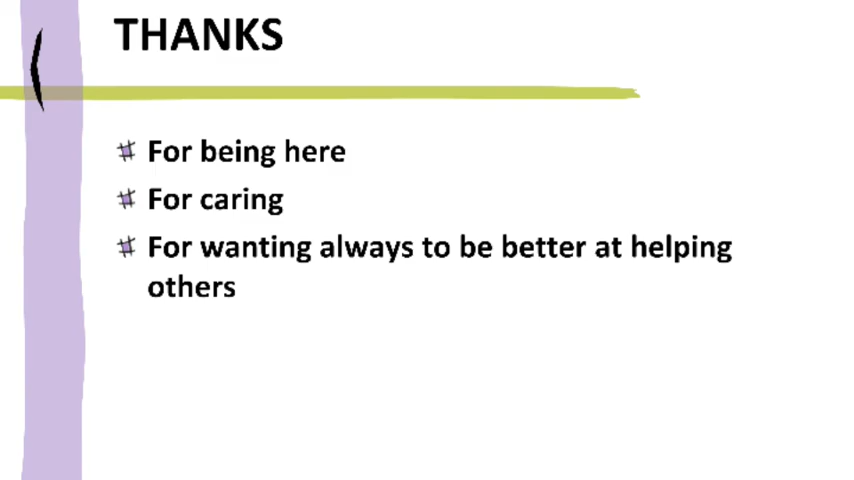 THANKS
For being here
For caring
For wanting always to be better at helping
others